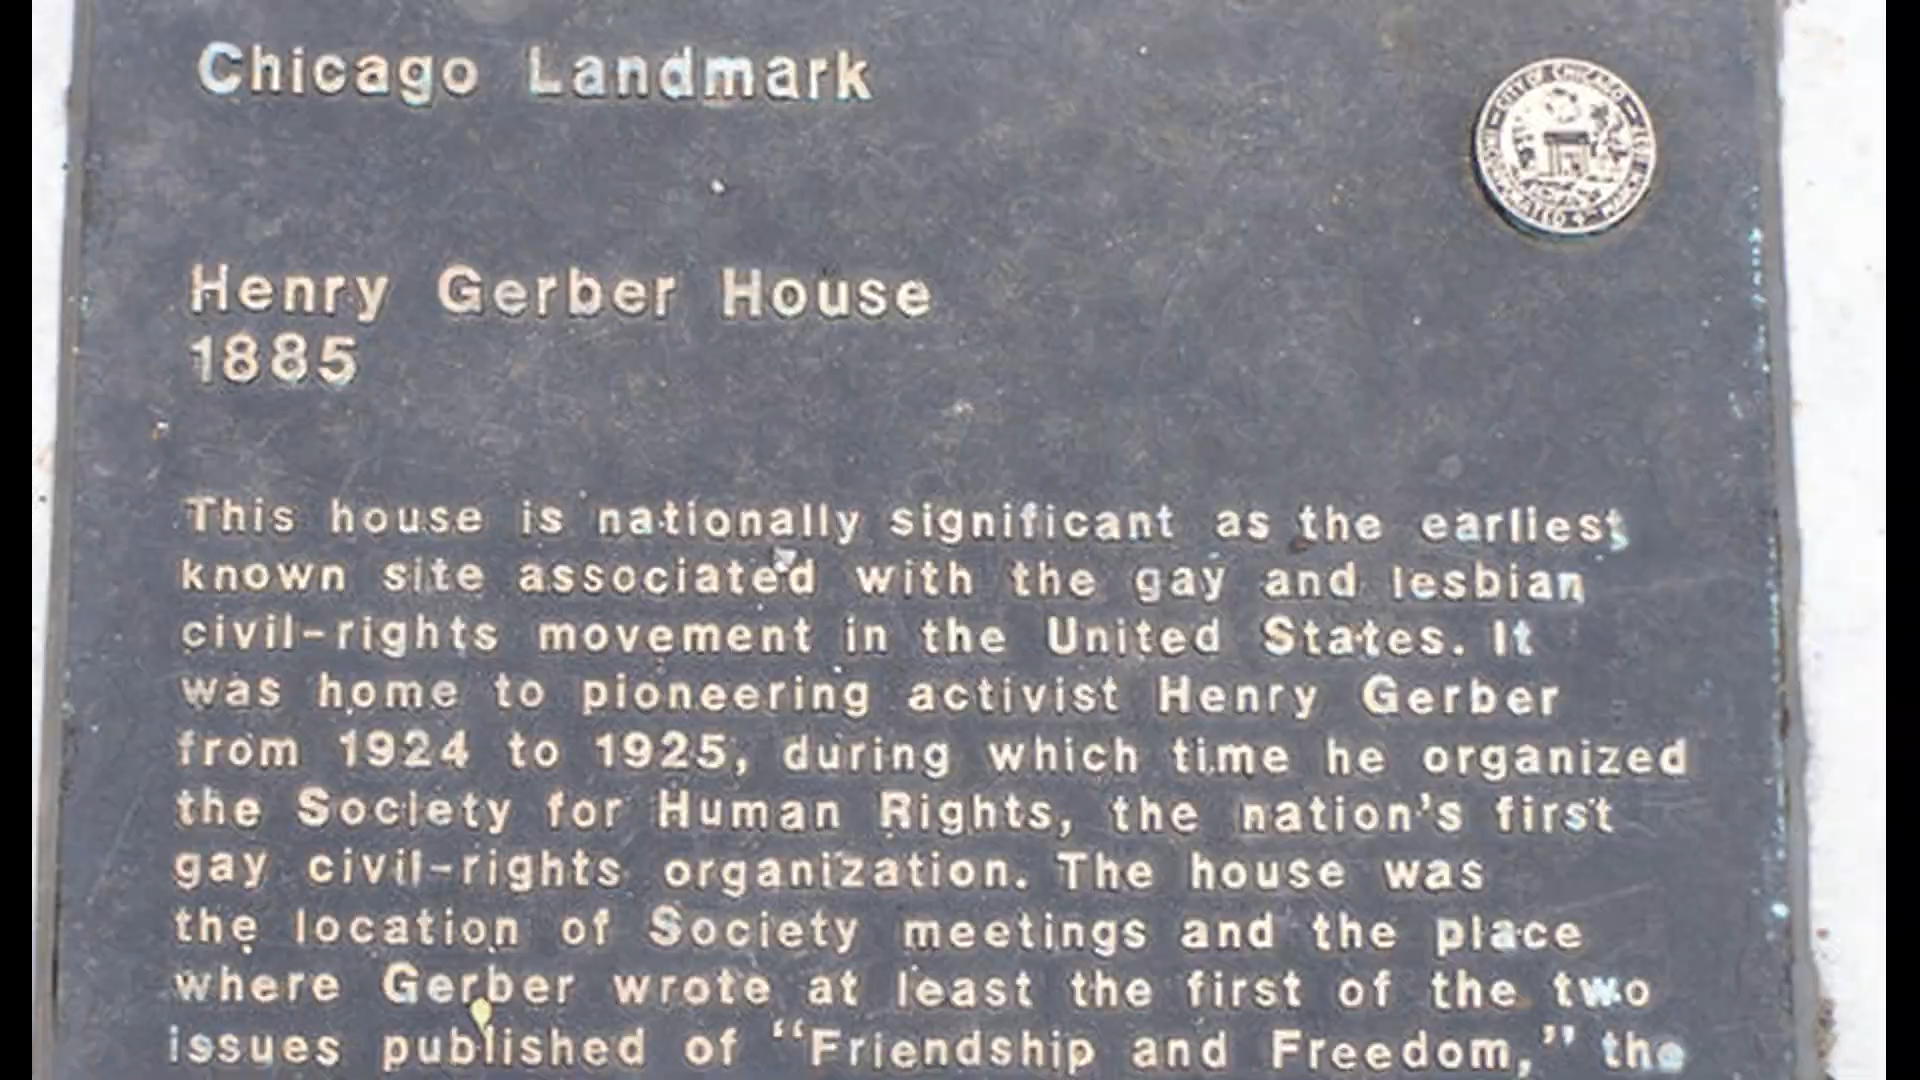 Chicago Landmark
CITY OF CHICAGO
Henry Gerber House
1885
This house is nationally significant as the earliest
known site associated with the gay and lesbian
civil-rights movement in the United States. It
was home to pioneering activist Henry Gerber
from 1924 to 1925, during which time he organized
the Society for Human Rights, the nation's first
gay civil-rights organization. The house was
the location of Society meetings and the place
where Gerber wrote at least the first of the two
issues published of “Friendship and Freedom,” the